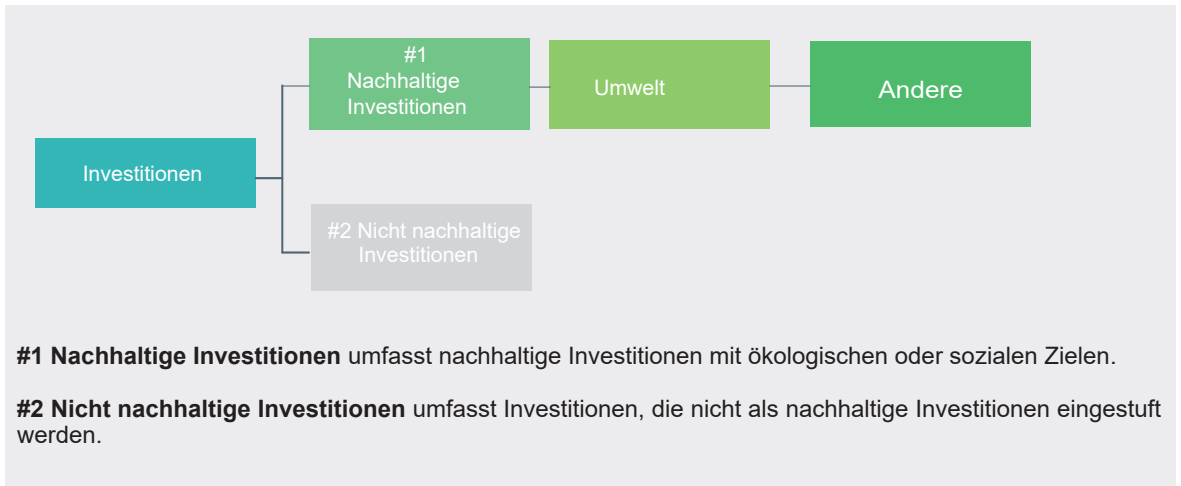 #1
Nachhaltige
Investitionen
Umwelt
Andere
Investitionen
#2 Nicht nachhaltige
Investitionen
#1 Nachhaltige Investitionen umfasst nachhaltige Investitionen mit ökologischen oder sozialen Zielen.
#2 Nicht nachhaltige Investitionen umfasst Investitionen, die nicht als nachhaltige Investitionen eingestuft
werden.